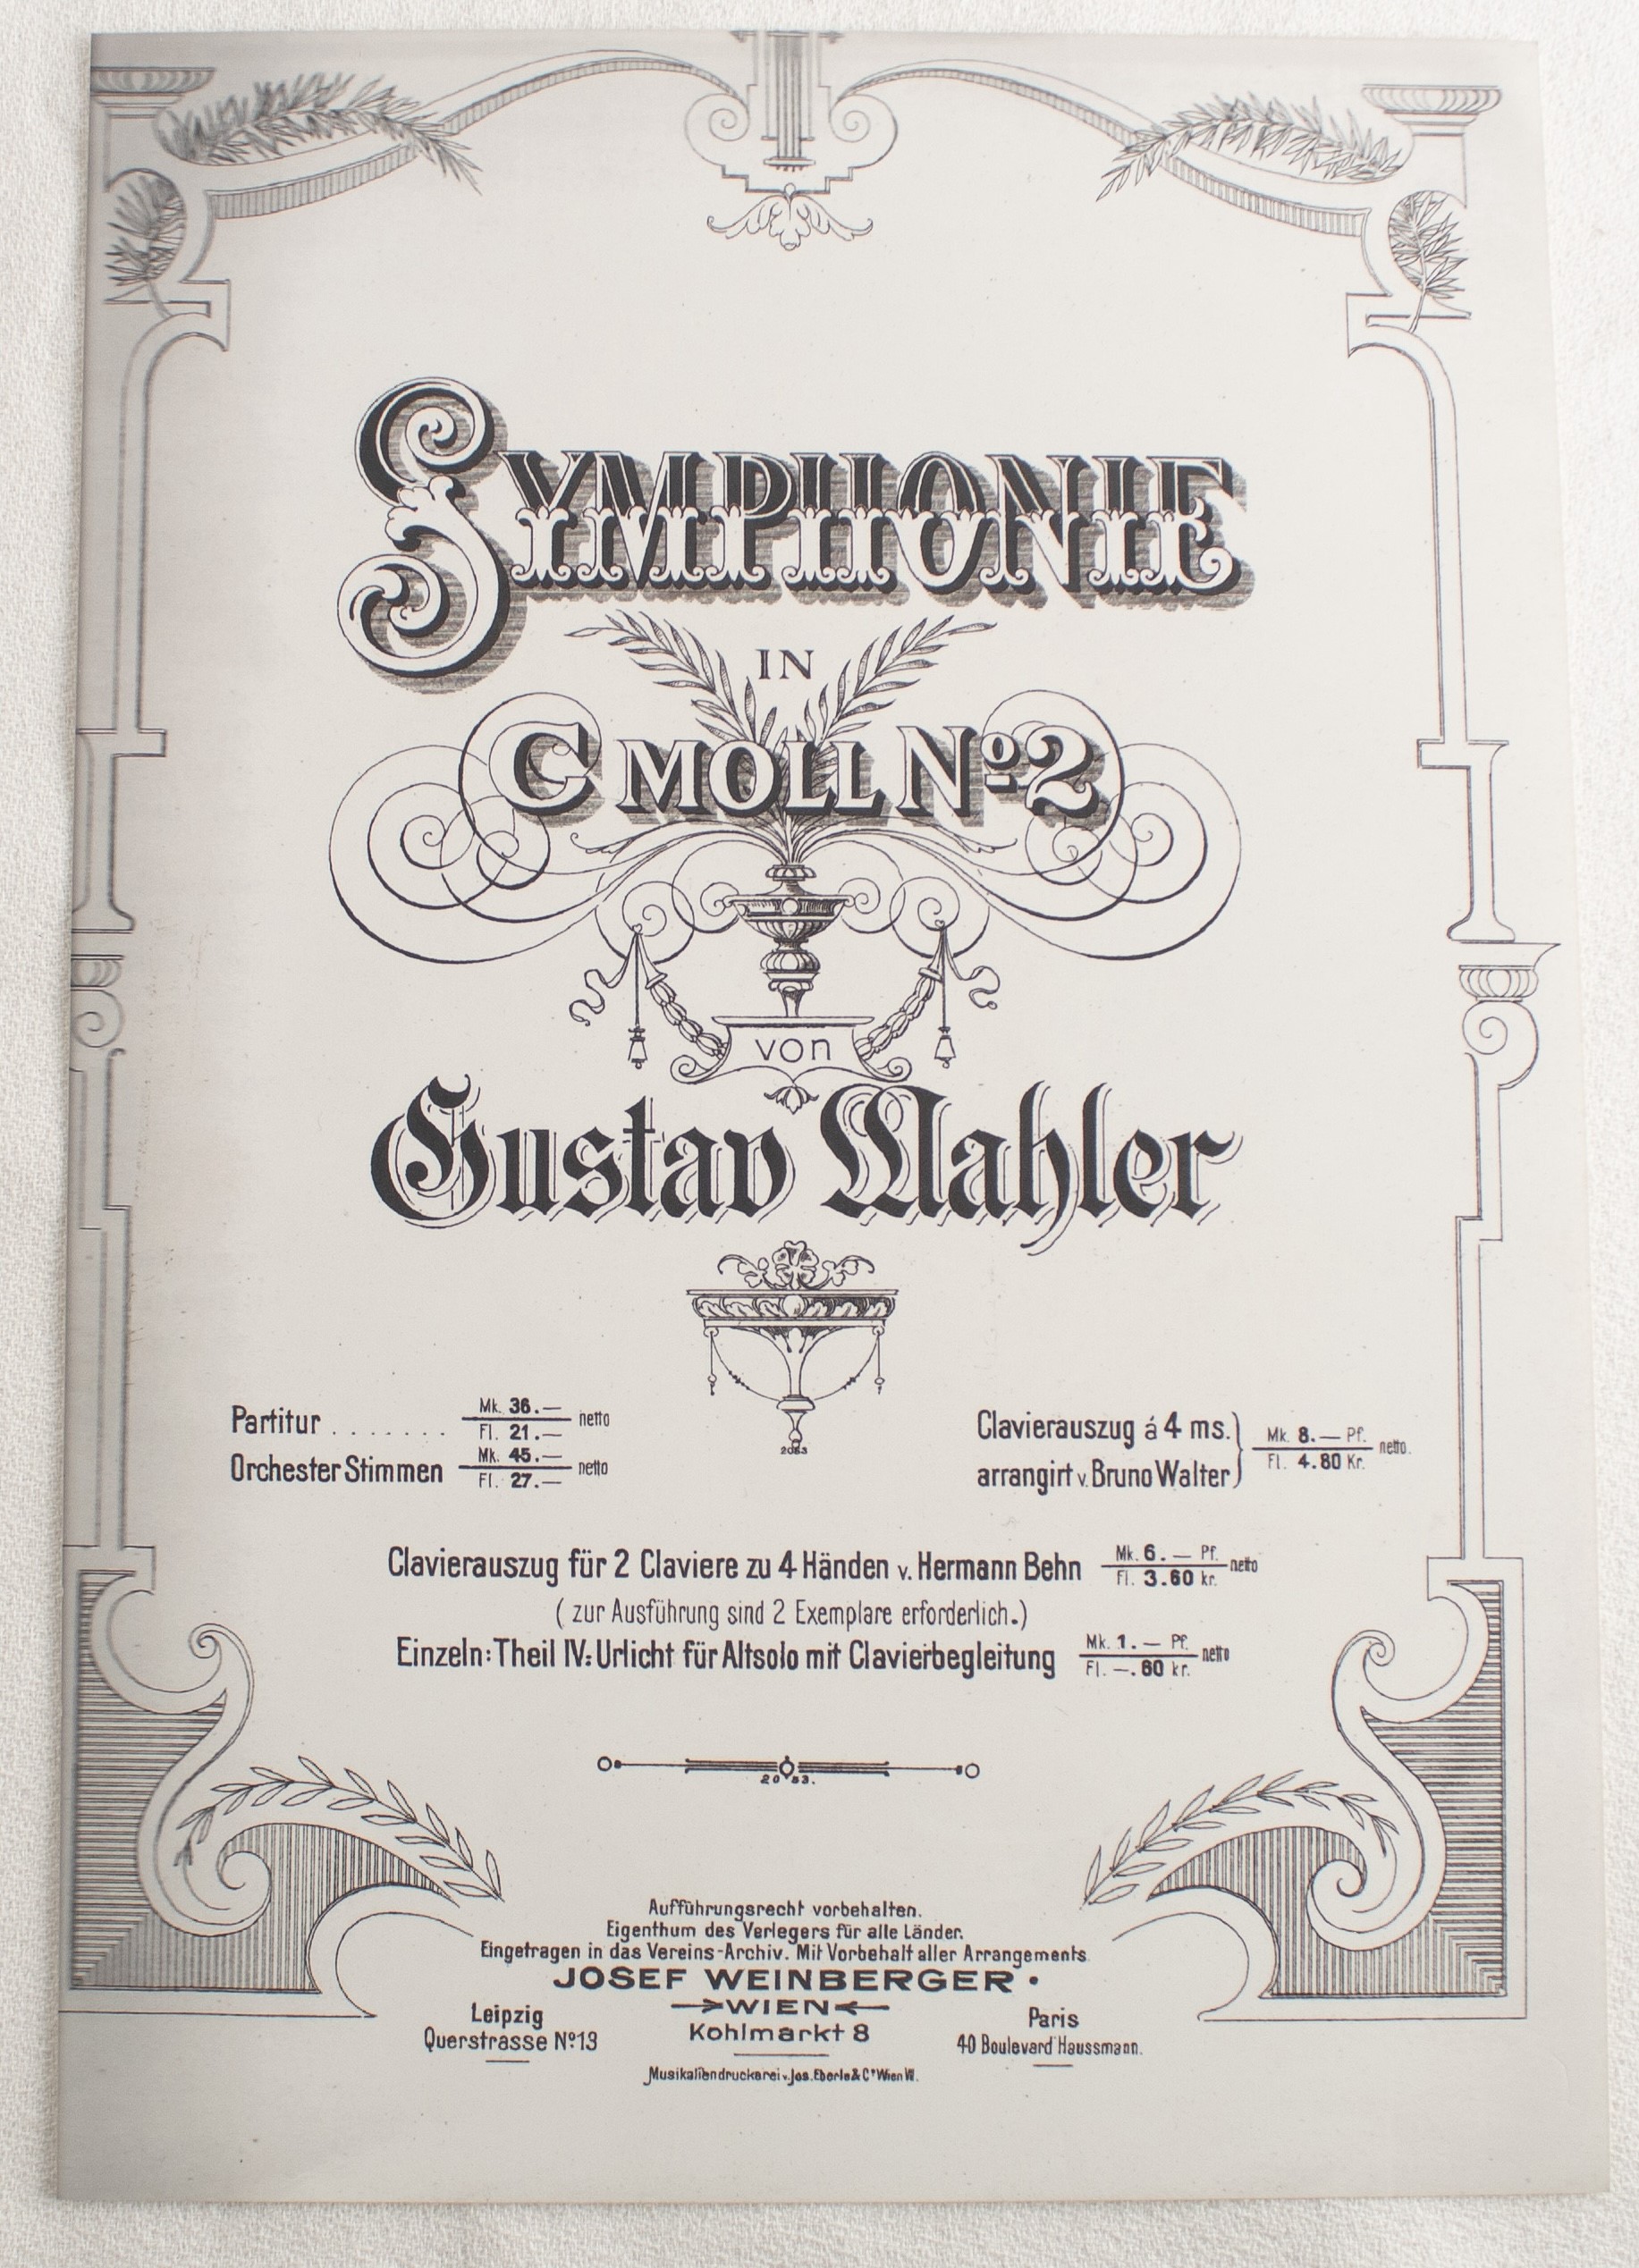 SYMPHONIE
IN
C MOLL No 2
von
Gustav Mahler
2083
Partitur . . . . . . . Mk. 36.— Fl. 21.— netto
Orchester Stimmen Mk. 45.— Fl. 27.— netto
Clavierauszug á 4 ms.
arrangirt v. Bruno Walter Mk. 8.— Pf. Fl. 4.80 Kr. netto.
Clavierauszug für 2 Claviere zu 4 Händen v. Hermann Behn Mk. 6.— Pf. Fl. 3.60 kr. netto
( zur Ausführung sind 2 Exemplare erforderlich.)
Einzeln: Theil IV: Urlicht für Altsolo mit Clavierbegleitung Mk. 1.— Pf. Fl. —.60 kr. netto
20 83.
Aufführungsrecht vorbehalten.
Eigenthum des Verlegers für alle Länder.
Eingetragen in das Vereins-Archiv. Mit Vorbehalt aller Arrangements.
JOSEF WEINBERGER.
WIEN
Kohlmarkt 8
Leipzig
Querstrasse No 13
Paris
40 Boulevard Haussmann.
Musikaliendruckerei v. Jos. Eberle & Co Wien VII.